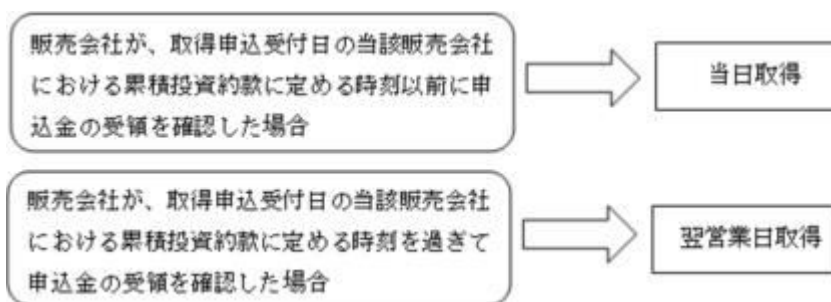 販売会社が、取得申込受付日の当該販売会社
における累積投資約款に定める時刻以前に申
込金の受領を確認した場合
当日取得
販売会社が、取得申込受付日の当該販売会社
における累積投資約款に定める時刻を過ぎて
申込金の受領を確認した場合
翌営業日取得